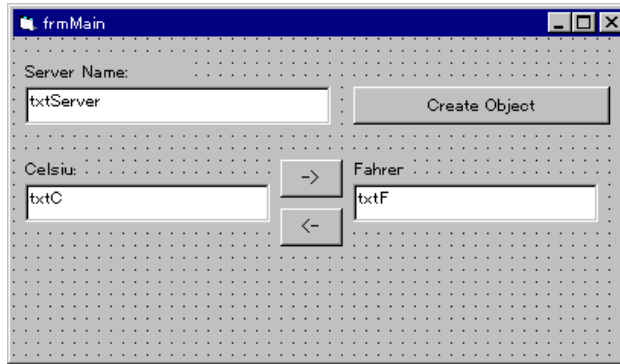 frmMain
Server Name:
txtServer
Create Object
Celsiu:
->
Fahrer
txtC
txtF
<-